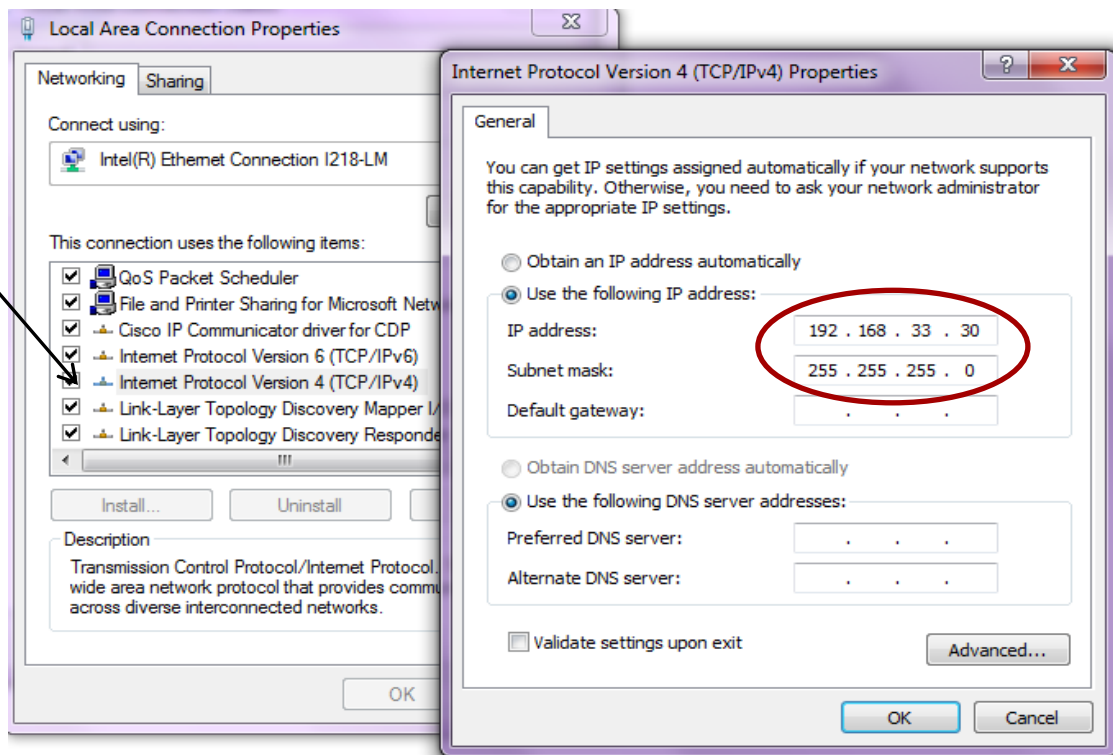 Local Area Connection Properties
Networking
Sharing
Connect using:
Intel(R) Ethernet Connection I218-LM
This connection uses the following items:
QoS Packet Scheduler
File and Printer Sharing for Microsoft Netw
Cisco IP Communicator driver for CDP
Internet Protocol Version 6 (TCP/IPv6)
Internet Protocol Version 4 (TCP/IPv4)
Link-Layer Topology Discovery Mapper I/
Link-Layer Topology Discovery Responde
Install...
Uninstall
Description
Transmission Control Protocol/Internet Protocol.
wide area network protocol that provides commu
across diverse interconnected networks.
OK
Internet Protocol Version 4 (TCP/IPv4) Properties
General
You can get IP settings assigned automatically if your network supports
this capability. Otherwise, you need to ask your network administrator
for the appropriate IP settings.
Obtain an IP address automatically
Use the following IP address:
IP address: 192 . 168 . 33 . 30
Subnet mask: 255 . 255 . 255 . 0
Default gateway: . . .
Obtain DNS server address automatically
Use the following DNS server addresses:
Preferred DNS server: . . .
Alternate DNS server: . . .
Validate settings upon exit
Advanced...
OK
Cancel